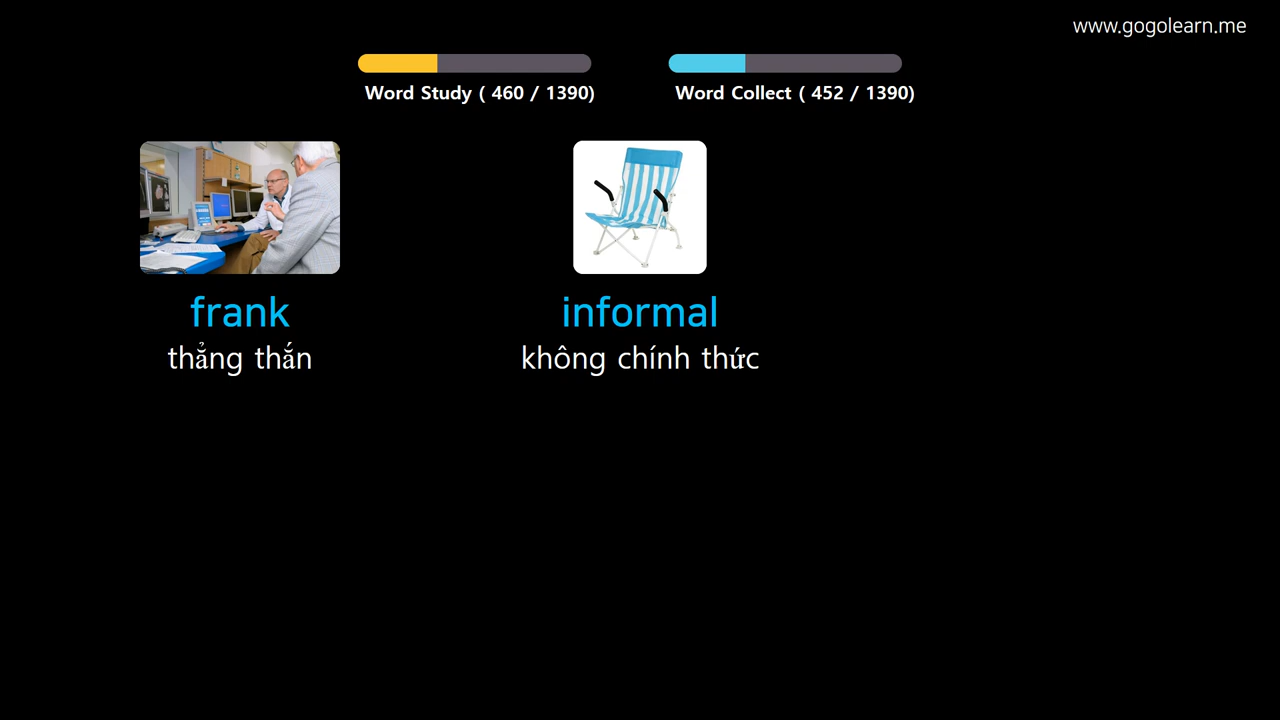 www.gogolearn.me
Word Study ( 460 / 1390)
Word Collect ( 452 / 1390)
frank
thẳng thắn
informal
không chính thức